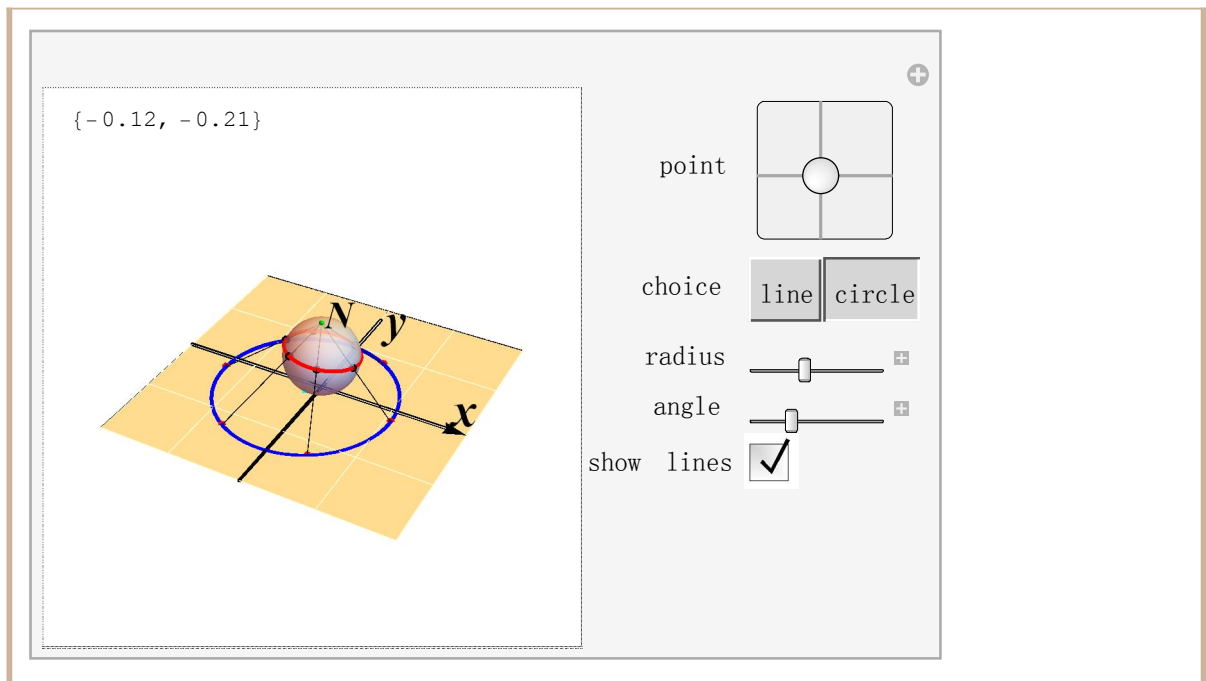 {-0.12, -0.21}
N
y
x
point
choice line circle
radius
angle
show lines